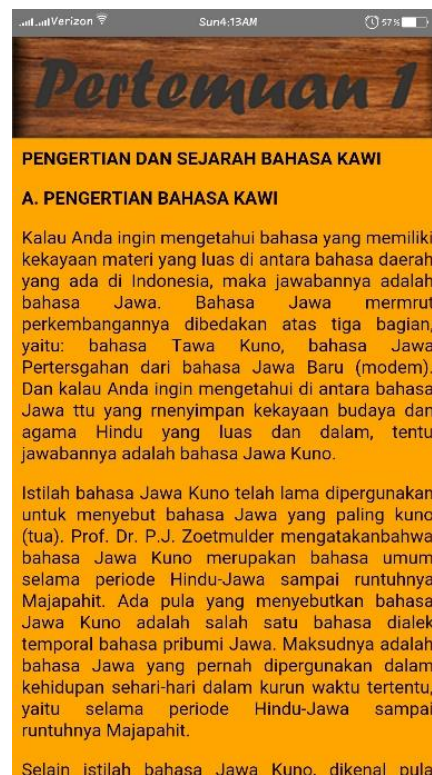 Verizon
Sun4:13AM
57%
Pertemuan 1
PENGERTIAN DAN SEJARAH BAHASA KAWI
A. PENGERTIAN BAHASA KAWI
Kalau Anda ingin mengetahui bahasa yang memiliki
kekayaan materi yang luas di antara bahasa daerah
yang ada di Indonesia, maka jawabannya adalah
bahasa Jawa. Bahasa Jawa mermrut
perkembangannya dibedakan atas tiga bagian,
yaitu: bahasa Tawa Kuno, bahasa Jawa
Pertersgahan dari bahasa Jawa Baru (modem).
Dan kalau Anda ingin mengetahui di antara bahasa
Jawa ttu yang rnenyimpan kekayaan budaya dan
agama Hindu yang luas dan dalam, tentu
jawabannya adalah bahasa Jawa Kuno.
Istilah bahasa Jawa Kuno telah lama dipergunakan
untuk menyebut bahasa Jawa yang paling kuno
(tua). Prof. Dr. P.J. Zoetmulder mengatakanbahwa
bahasa Jawa Kuno merupakan bahasa umum
selama periode Hindu-Jawa sampai runtuhnya
Majapahit. Ada pula yang menyebutkan bahasa
Jawa Kuno adalah salah satu bahasa dialek
temporal bahasa pribumi Jawa. Maksudnya adalah
bahasa Jawa yang pernah dipergunakan dalam
kehidupan sehari-hari dalam kurun waktu tertentu,
yaitu selama periode Hindu-Jawa sampai
runtuhnya Majapahit.
Selain istilah bahasa Jawa Kuno, dikenal pula